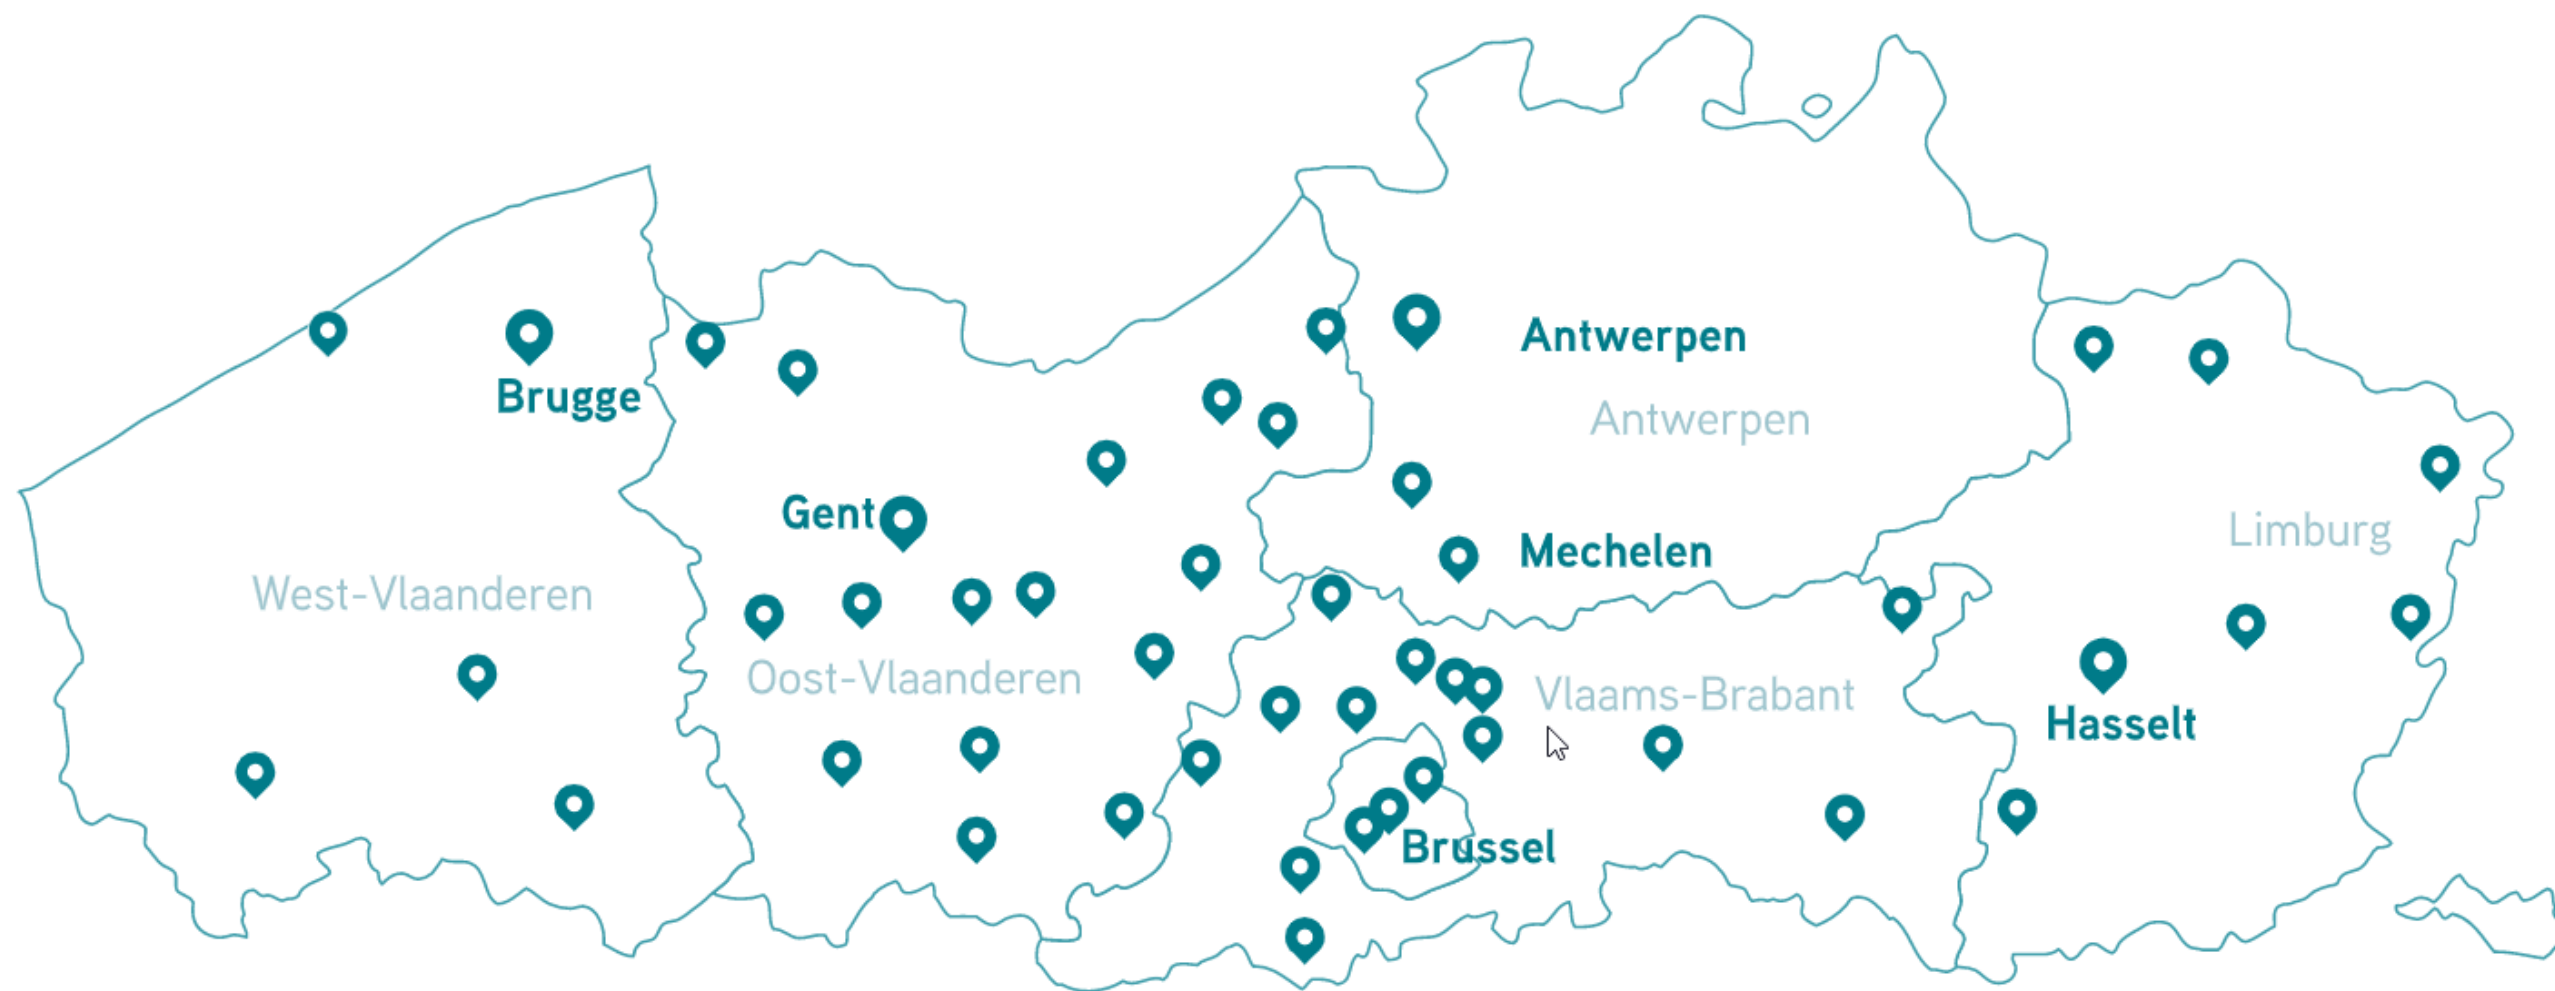 Antwerpen
Brugge
Antwerpen
Gent
Limburg
Mechelen
West-Vlaanderen
Oost-Vlaanderen
Vlaams-Brabant
Hasselt
Brussel